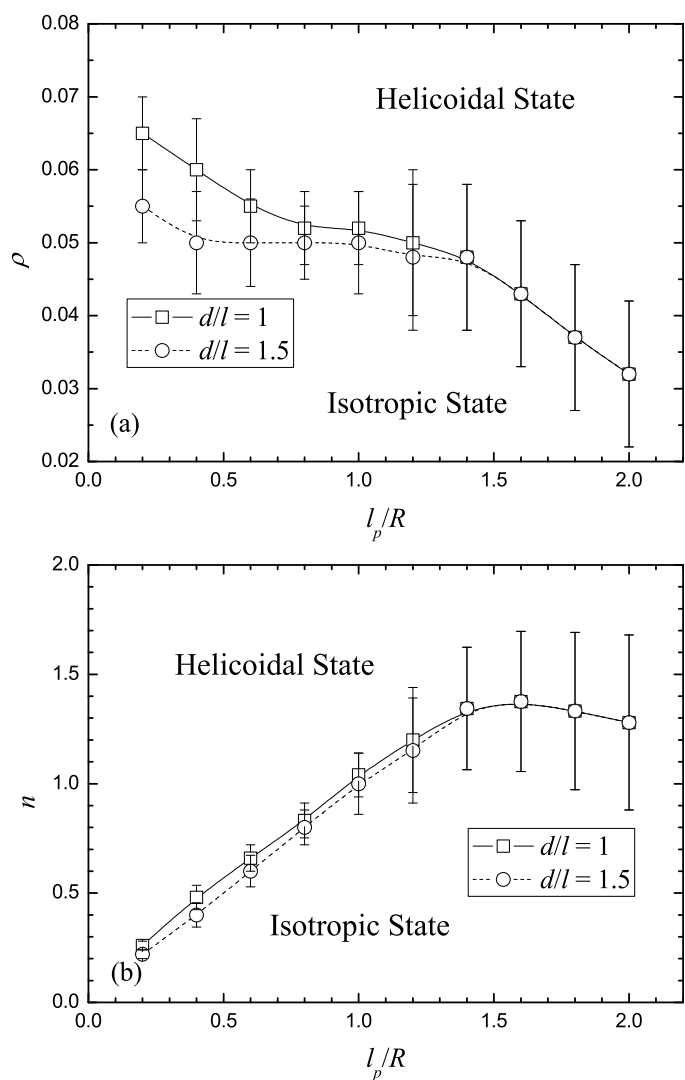 0.08
0.07
0.06
0.05
0.04
0.03
0.02
ρ
Helicoidal State
d/l = 1
d/l = 1.5
Isotropic State
(a)
0.0 0.5 1.0 1.5 2.0
l_p/R
2.0
1.5
1.0
0.5
0.0
n
Helicoidal State
d/l = 1
d/l = 1.5
Isotropic State
(b)
0.0 0.5 1.0 1.5 2.0
l_p/R